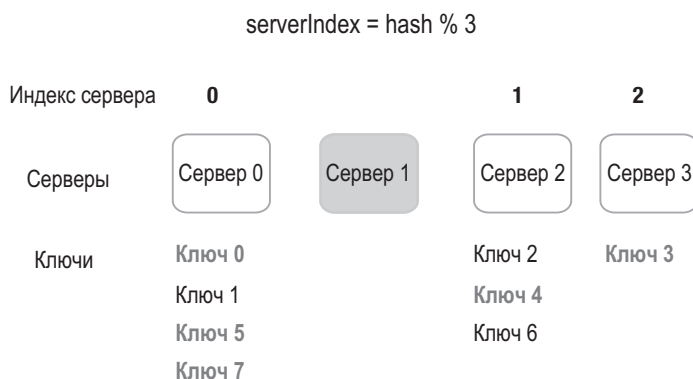 serverIndex = hash % 3
Индекс сервера 0 1 2
Серверы Сервер 0 Сервер 1 Сервер 2 Сервер 3
Ключи Ключ 0 Ключ 2 Ключ 3
Ключ 1 Ключ 4
Ключ 5 Ключ 6
Ключ 7